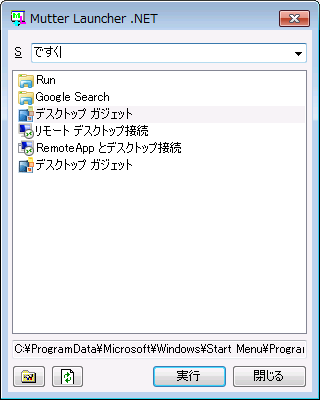 Mutter Launcher .NET
S ですく
Run
Google Search
デスクトップ ガジェット
リモート デスクトップ接続
RemoteApp とデスクトップ接続
デスクトップ ガジェット
C:¥ProgramData¥Microsoft¥Windows¥Start Menu¥Progra
実行 閉じる